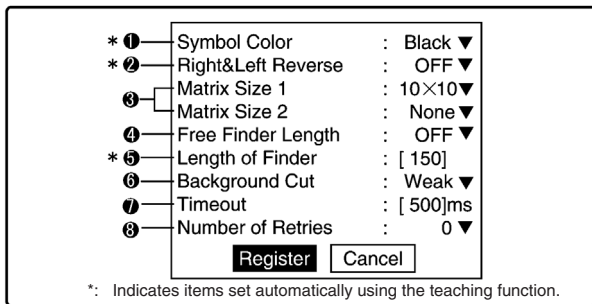 * ❶ Symbol Color : Black ▼
* ❷ Right&Left Reverse : OFF ▼
❸ Matrix Size 1 : 10×10▼
Matrix Size 2 : None▼
❹ Free Finder Length : OFF ▼
* ❺ Length of Finder : [ 150]
❻ Background Cut : Weak ▼
❼ Timeout : [ 500]ms
❽ Number of Retries : 0 ▼
Register Cancel
*: Indicates items set automatically using the teaching function.